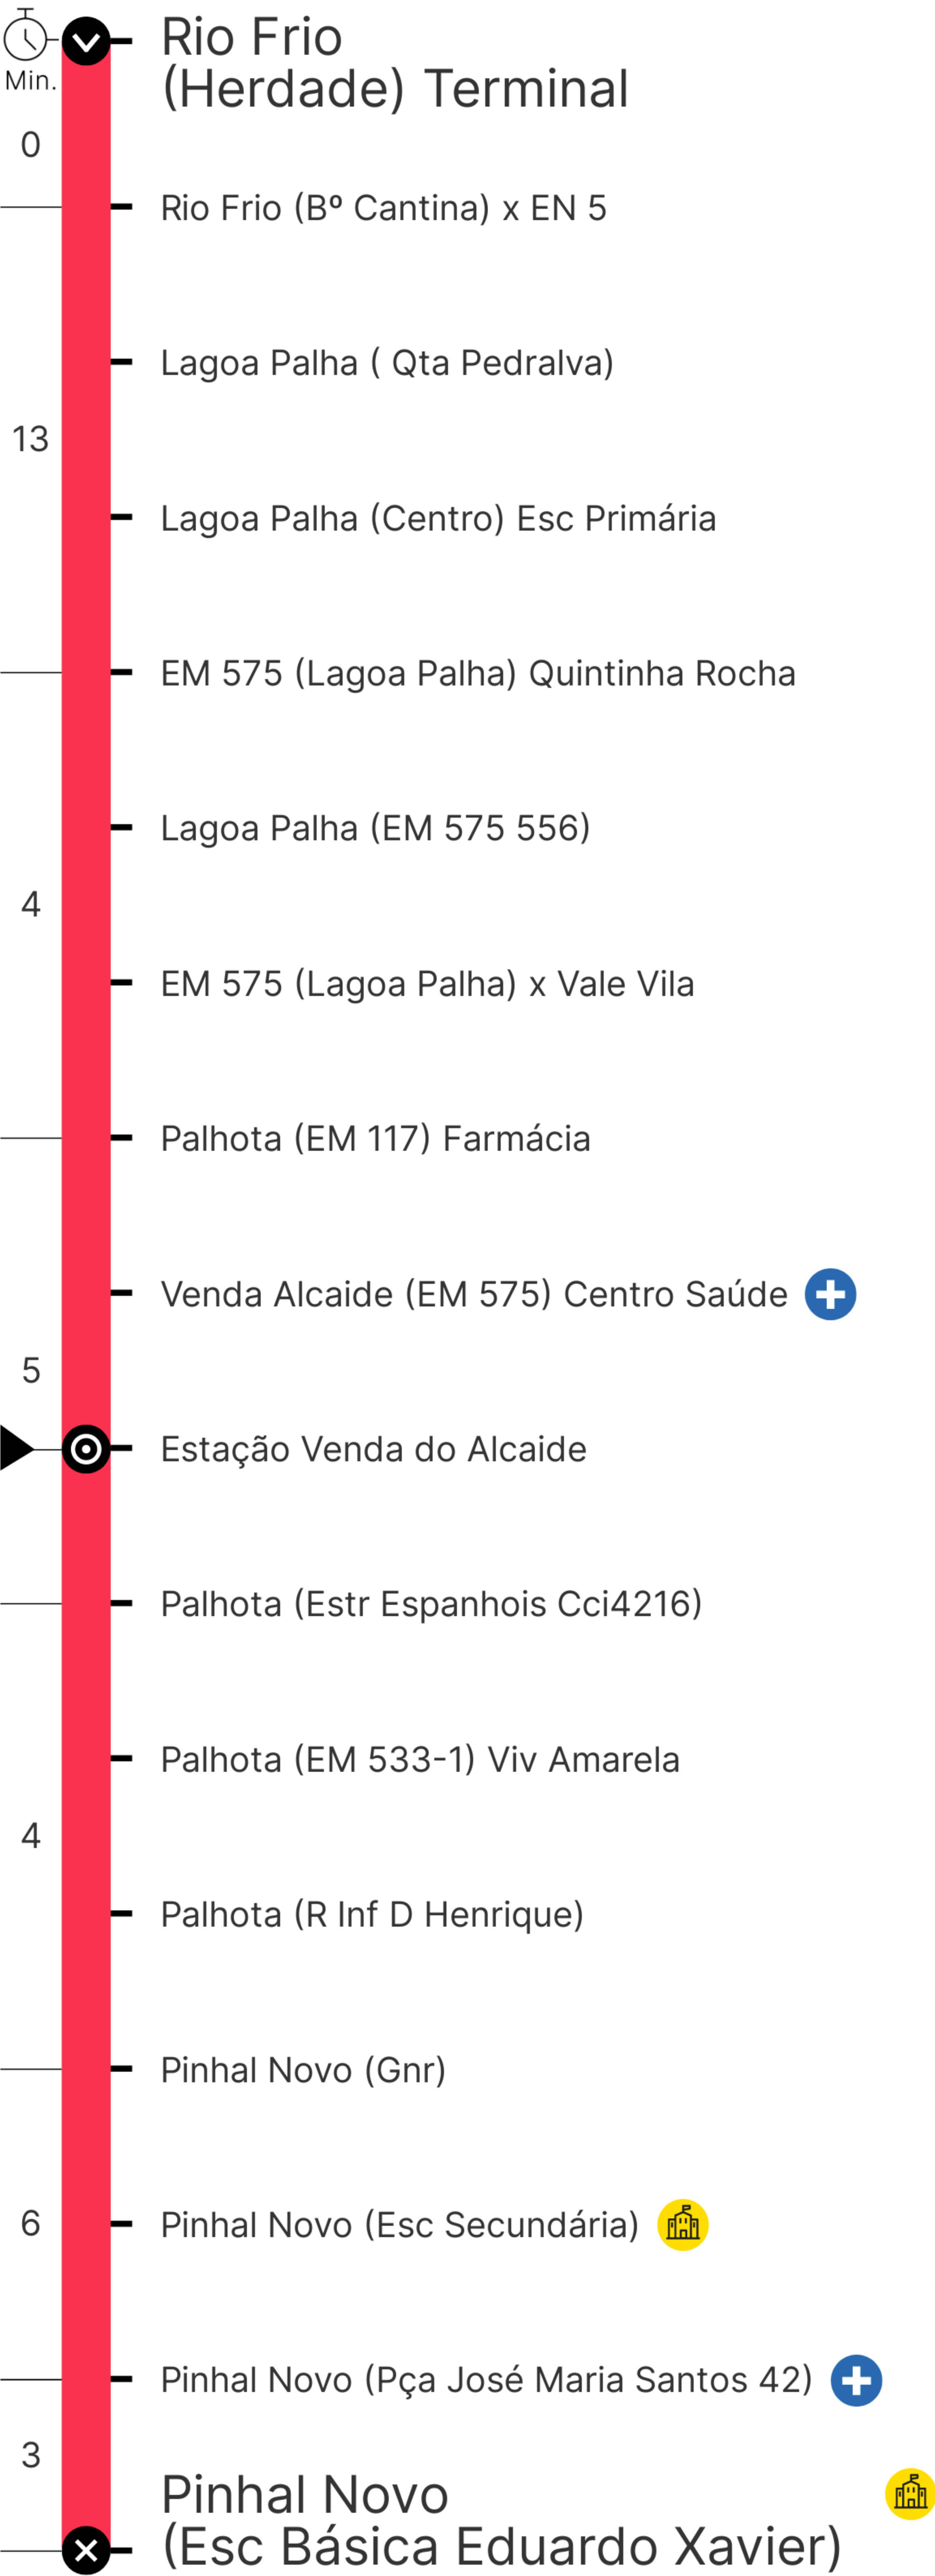 Rio Frio
(Herdade) Terminal
Min.
0
Rio Frio (Bº Cantina) x EN 5
Lagoa Palha ( Qta Pedralva)
13
Lagoa Palha (Centro) Esc Primária
EM 575 (Lagoa Palha) Quintinha Rocha
Lagoa Palha (EM 575 556)
4
EM 575 (Lagoa Palha) x Vale Vila
Palhota (EM 117) Farmácia
Venda Alcaide (EM 575) Centro Saúde
5
Estação Venda do Alcaide
Palhota (Estr Espanhois Cci4216)
Palhota (EM 533-1) Viv Amarela
4
Palhota (R Inf D Henrique)
Pinhal Novo (Gnr)
6
Pinhal Novo (Esc Secundária)
Pinhal Novo (Pça José Maria Santos 42)
3
Pinhal Novo
(Esc Básica Eduardo Xavier)